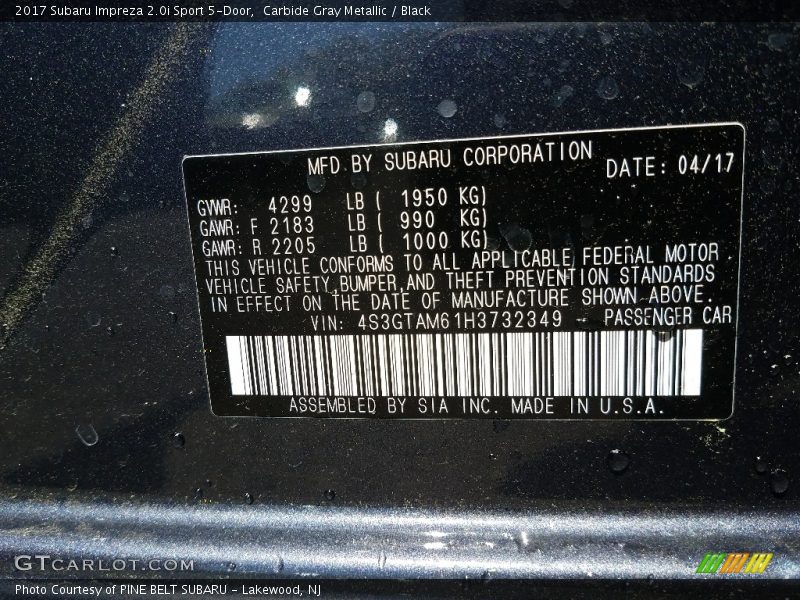 2017 Subaru Impreza 2.0i Sport 5-Door,  Carbide Gray Metallic / Black
MFD.BY SUBARU CORPORATION DATE: 04/17
GVWR: 4299 LB ( 1950 KG)
GAWR: F 2183 LB ( 990 KG)
GAWR: R 2205 LB ( 1000 KG)
THIS VEHICLE CONFORMS TO ALL APPLICABLE FEDERAL MOTOR
VEHICLE SAFETY,BUMPER,AND THEFT PREVENTION STANDARDS
IN EFFECT ON THE DATE OF MANUFACTURE SHOWN ABOVE.
VIN: 4S3GTAM61H3732349 PASSENGER CAR
ASSEMBLED BY SIA INC. MADE IN U.S.A.
GTCARLOT.COM
Photo Courtesy of PINE BELT SUBARU - Lakewood, NJ